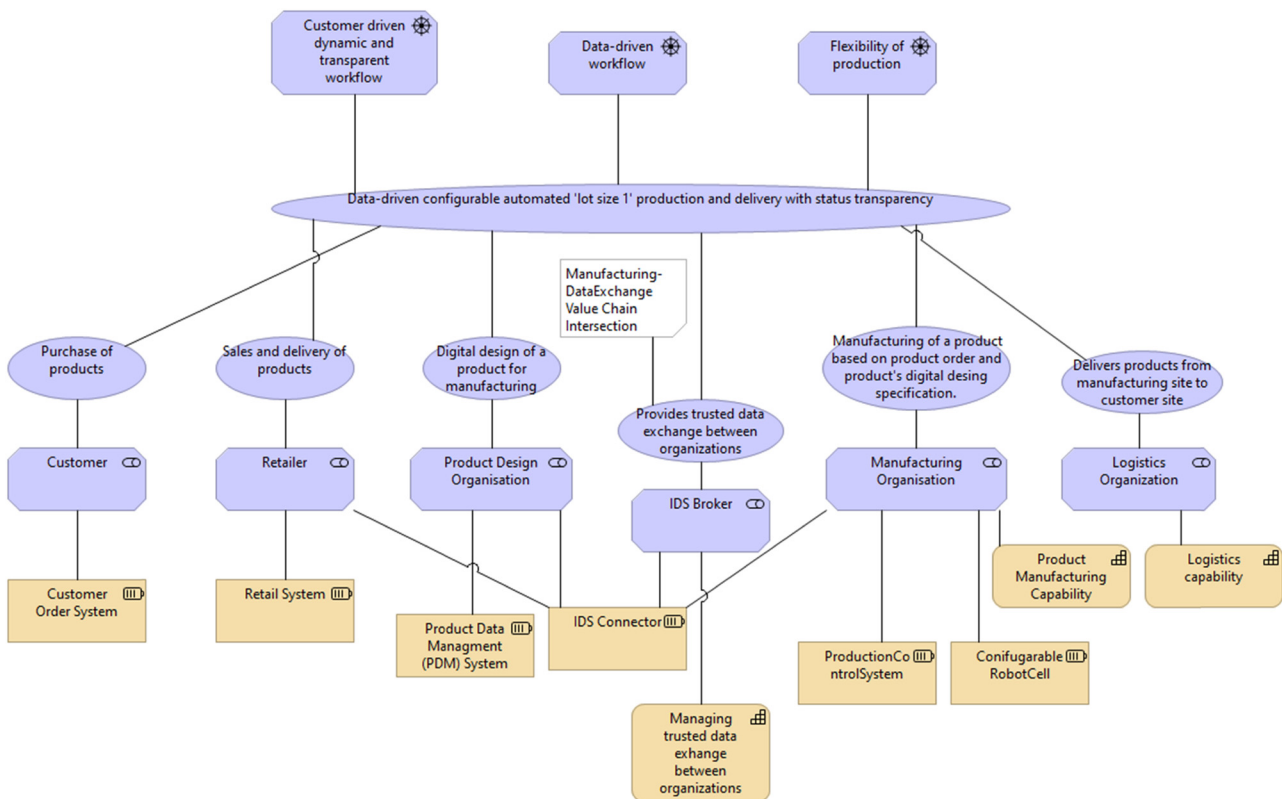 Customer driven
dynamic and
transparent
workflow
Data-driven
workflow
Flexibility of
production
Data-driven configurable automated 'lot size 1' production and delivery with status transparency
Manufacturing-
DataExchange
Value Chain
Intersection
Purchase of
products
Sales and delivery of
products
Digital design of a
product for
manufacturing
Provides trusted data
exchange between
organizations
Manufacturing of a product
based on product order and
product's digital desing
specification.
Delivers products from
manufacturing site to
customer site
Customer
Retailer
Product Design
Organisation
IDS Broker
Manufacturing
Organisation
Logistics
Organization
Customer
Order System
Retail System
Product Data
Managment
(PDM) System
IDS Connector
Managing
trusted data
exhange
between
organizations
ProductionCo
ntrolSystem
Conifugarable
RobotCell
Product
Manufacturing
Capability
Logistics
capability